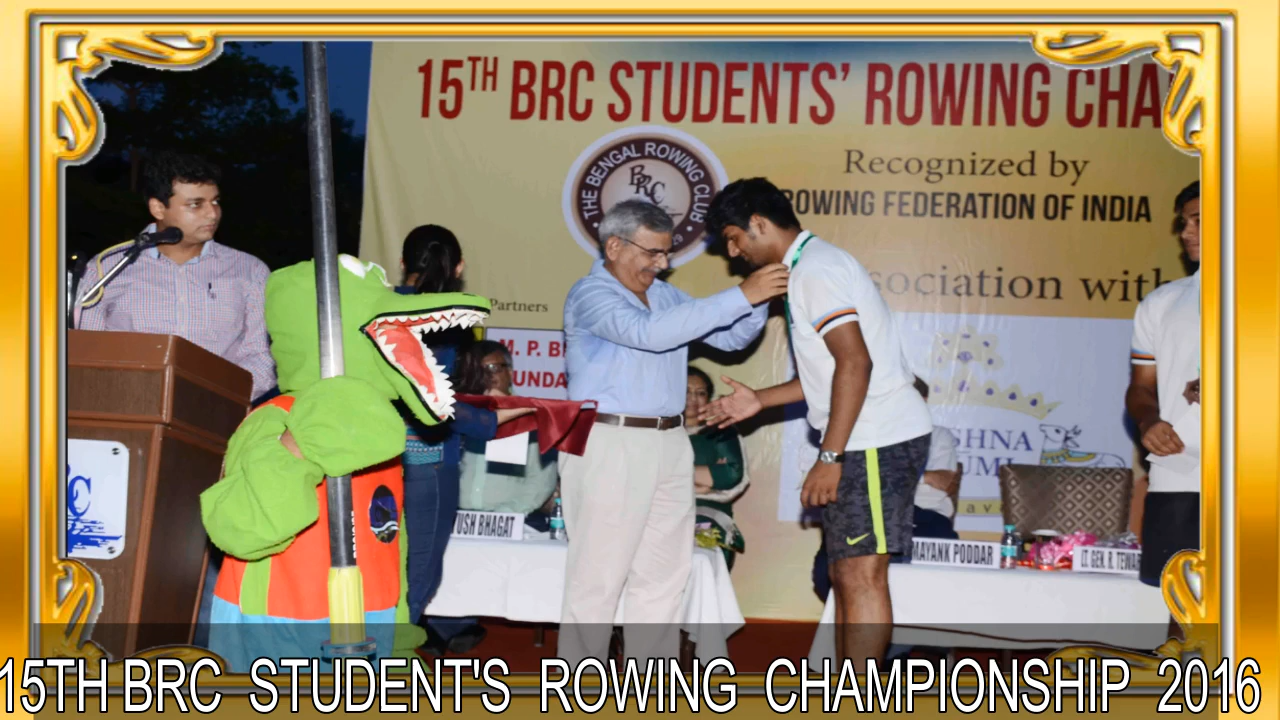 15TH BRC STUDENTS' ROWING CHA
THE BENGAL ROWING CLUB
BRC
Recognized by
ROWING FEDERATION OF INDIA
sociation with
Partners
M. P. B
UNDA
SHNA
UMI
YUSH BHAGAT
MAYANK PODDAR
LT. GEN. R. TEWA
15TH BRC STUDENT'S ROWING CHAMPIONSHIP 2016